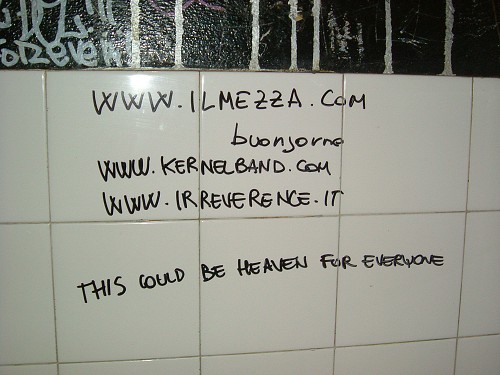 WWW.ILMEZZA.COM
buonjorno
WWW.KERNELBAND.COM
WWW.IRREVERENCE.IT
THIS COULD BE HEAVEN FOR EVERYONE